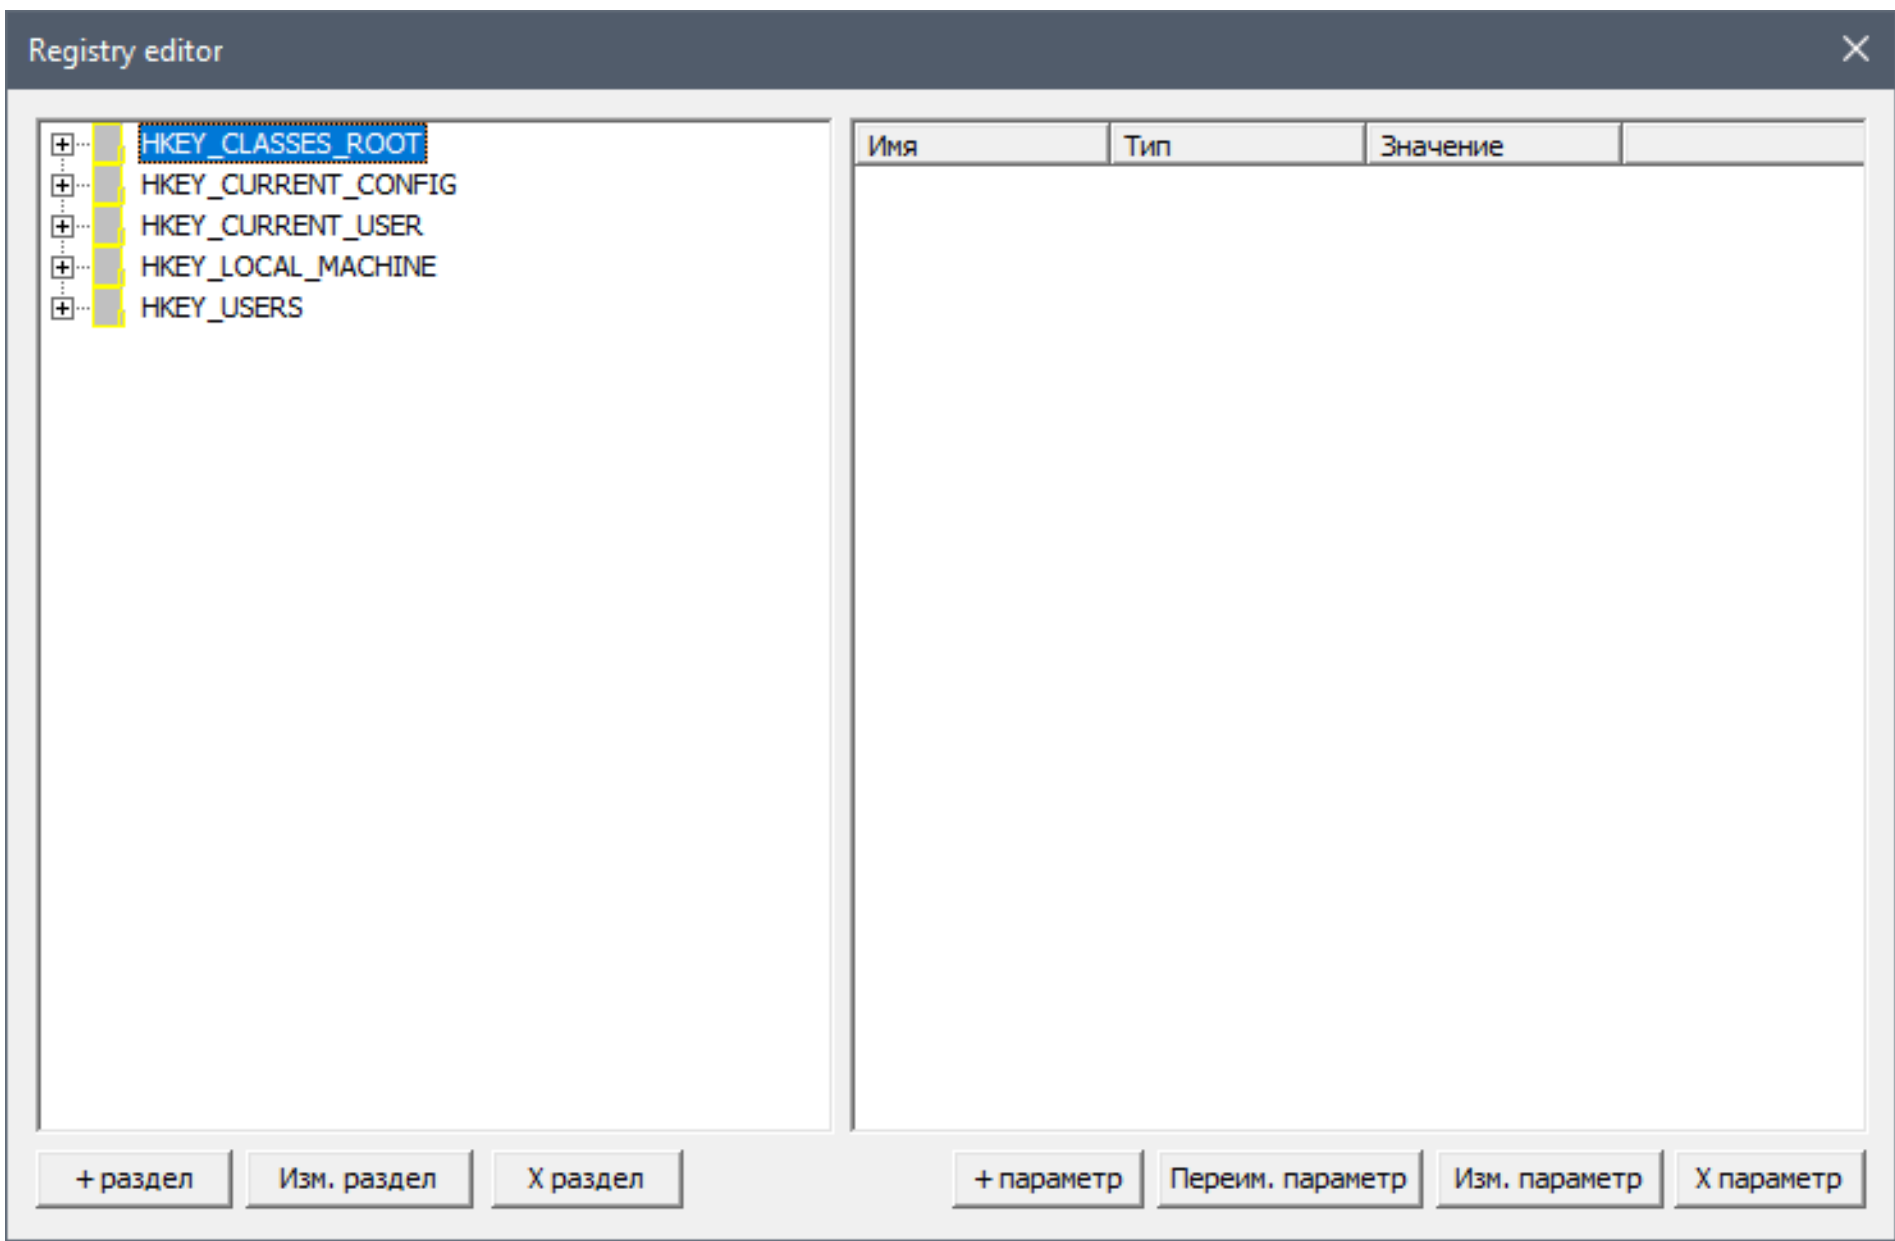 Registry editor
HKEY_CLASSES_ROOT
HKEY_CURRENT_CONFIG
HKEY_CURRENT_USER
HKEY_LOCAL_MACHINE
HKEY_USERS
Имя Тип Значение
+ раздел Изм. раздел X раздел
+ параметр Переим. параметр Изм. параметр X параметр